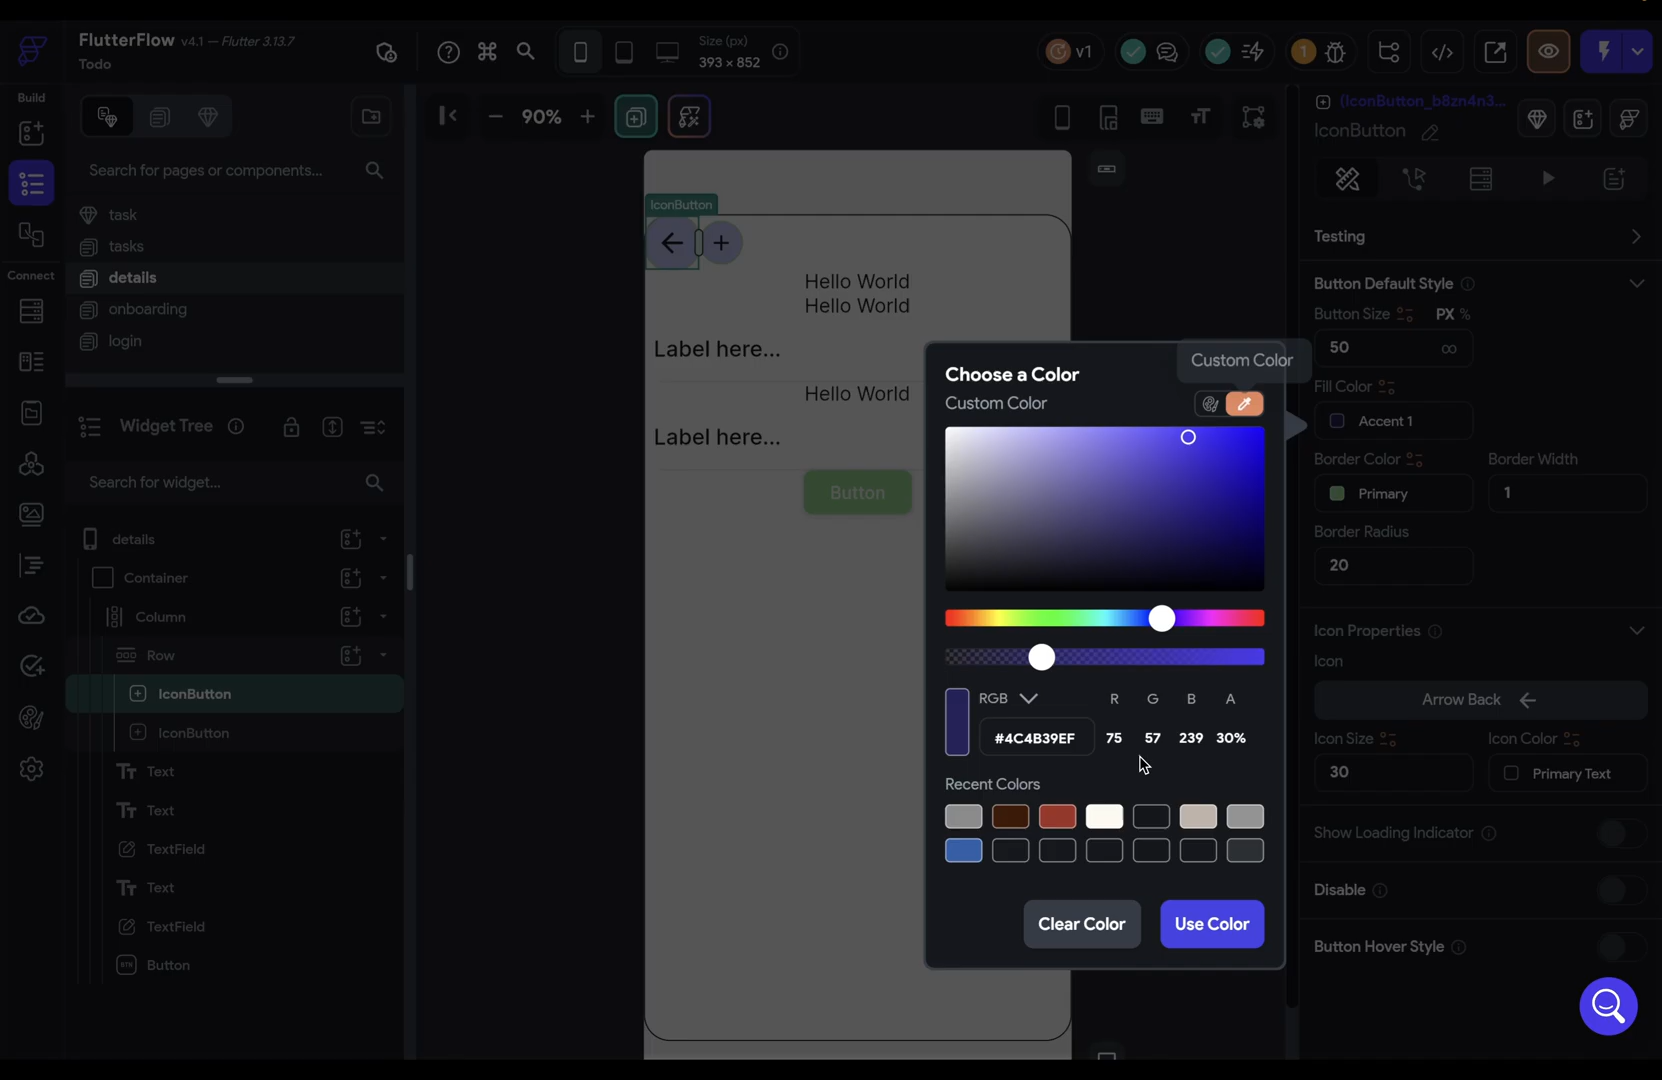 FlutterFlow v4.1 — Flutter 3.13.7
Todo
Size (px)
393 × 852
v1
1
Build
Connect
Search for pages or components...
task
tasks
details
onboarding
login
Widget Tree
Search for widget...
details
Container
Column
Row
IconButton
IconButton
Text
Text
TextField
Text
TextField
BTN Button
90%
IconButton
Hello World
Hello World
Label here...
Hello World
Label here...
Button
Choose a Color
Custom Color
Custom Color
RGB R G B A
#4C4B39EF 75 57 239 30%
Recent Colors
Clear Color Use Color
(IconButton_b8zn4n3...
IconButton
Testing
Button Default Style
Button Size PX %
50 ∞
Fill Color
Accent 1
Border Color Border Width
Primary 1
Border Radius
20
Icon Properties
Icon
Arrow Back
Icon Size Icon Color
30 Primary Text
Show Loading Indicator
Disable
Button Hover Style